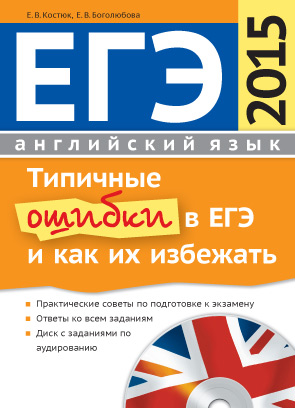 Е. В. Костюк, Е. В. Боголюбова
ЕГЭ
2015
английский язык
Типичные
ошибки в ЕГЭ
и как их избежать
Практические советы по подготовке к экзамену
Ответы ко всем заданиям
Диск с заданиями по
аудированию